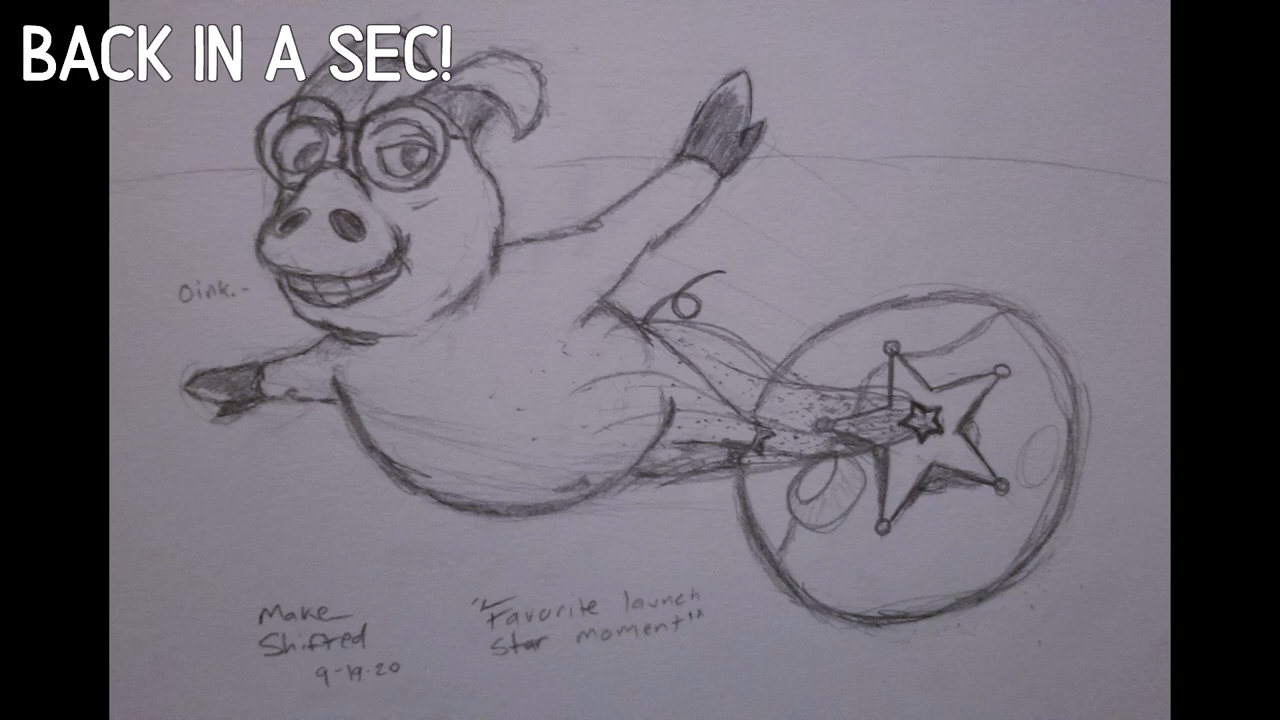 BACK IN A SEC!
Oink.-
Make
Shifted
9-19-20
"Favorite launch
Star moment"